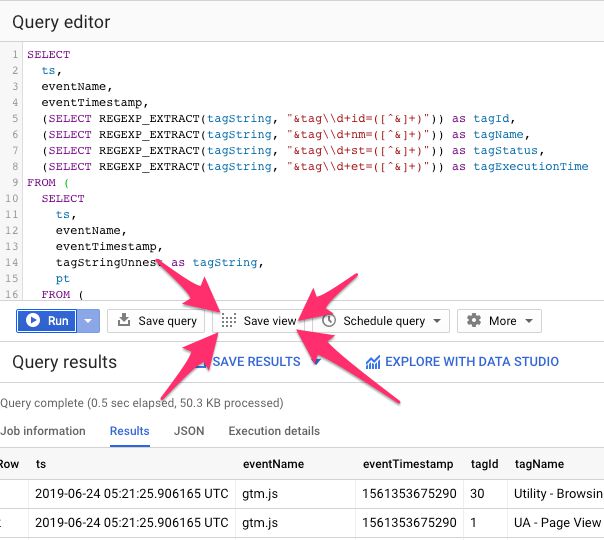 Query editor
1 SELECT
2 ts,
3 eventName,
4 eventTimestamp,
5 (SELECT REGEXP_EXTRACT(tagString, "&tag\\d+id=([^&]+)")) as tagId,
6 (SELECT REGEXP_EXTRACT(tagString, "&tag\\d+nm=([^&]+)")) as tagName,
7 (SELECT REGEXP_EXTRACT(tagString, "&tag\\d+st=([^&]+)")) as tagStatus,
8 (SELECT REGEXP_EXTRACT(tagString, "&tag\\d+et=([^&]+)")) as tagExecutionTime
9 FROM (
10 SELECT
11 ts,
12 eventName,
13 eventTimestamp,
14 tagStringUnnest as tagString,
15 pt
16 FROM (
Run Save query Save view Schedule query More
Query results SAVE RESULTS EXPLORE WITH DATA STUDIO
Query complete (0.5 sec elapsed, 50.3 KB processed)
Job information Results JSON Execution details
Row ts eventName eventTimestamp tagId tagName
2019-06-24 05:21:25.906165 UTC gtm.js 1561353675290 30 Utility - Browsin
2019-06-24 05:21:25.906165 UTC gtm.js 1561353675290 1 UA - Page View